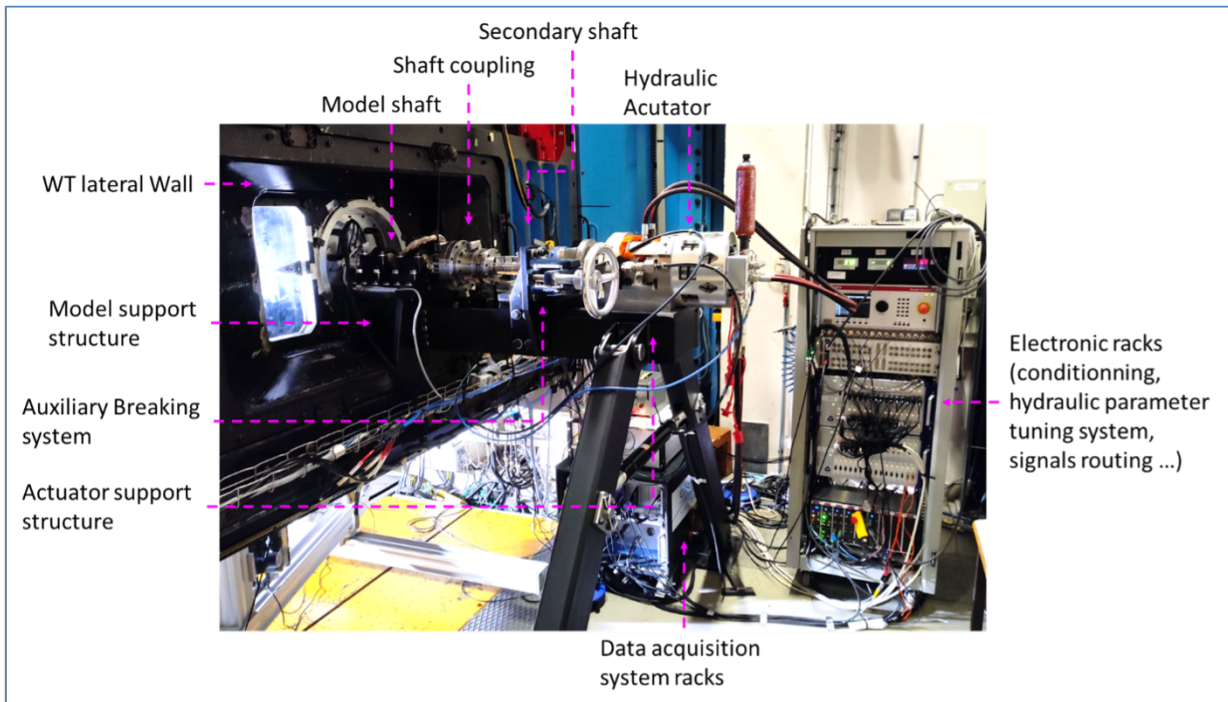 Secondary shaft
Shaft coupling
Hydraulic
Acutator
Model shaft
WT lateral Wall
Model support
structure
Auxiliary Breaking
system
Actuator support
structure
Electronic racks
(conditionning,
hydraulic parameter
tuning system,
signals routing ...)
Data acquisition
system racks